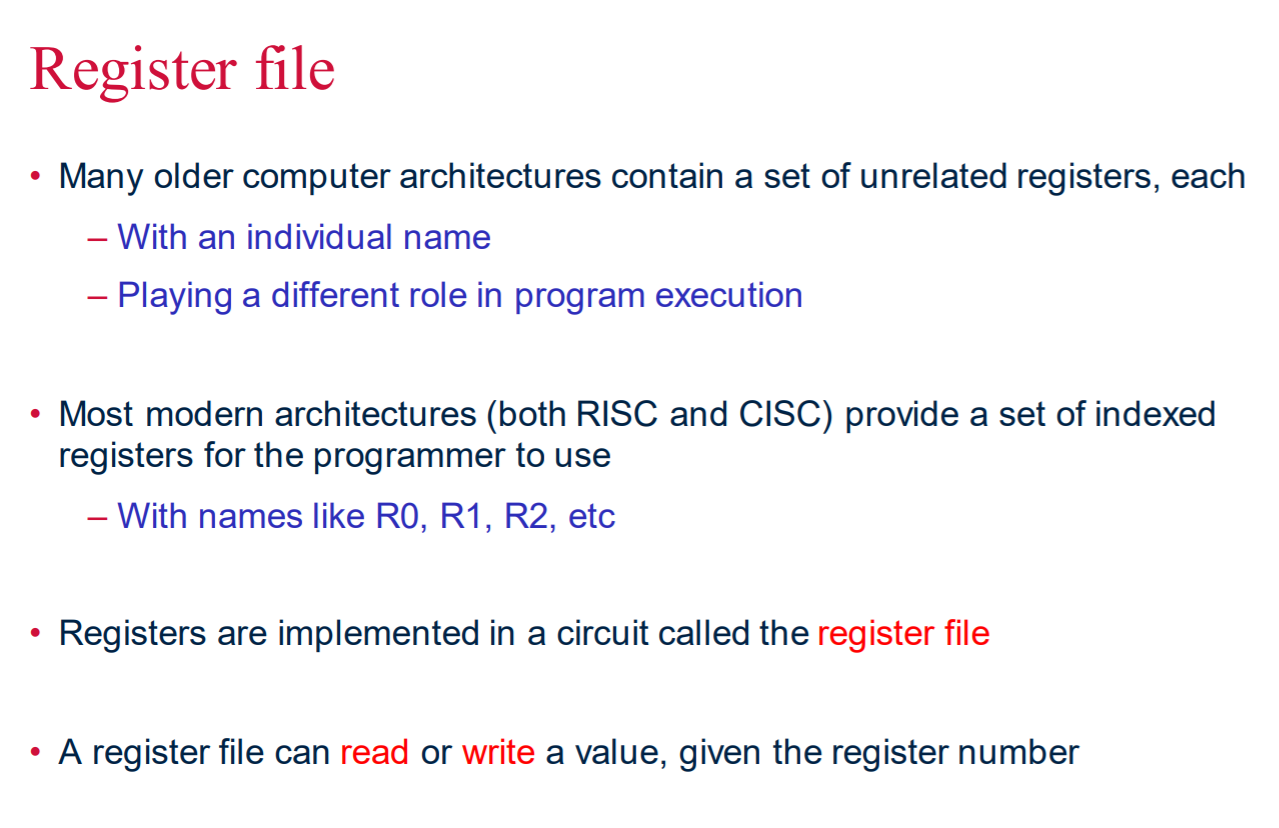 Register file
• Many older computer architectures contain a set of unrelated registers, each
– With an individual name
– Playing a different role in program execution
• Most modern architectures (both RISC and CISC) provide a set of indexed
registers for the programmer to use
– With names like R0, R1, R2, etc
• Registers are implemented in a circuit called the register file
• A register file can read or write a value, given the register number